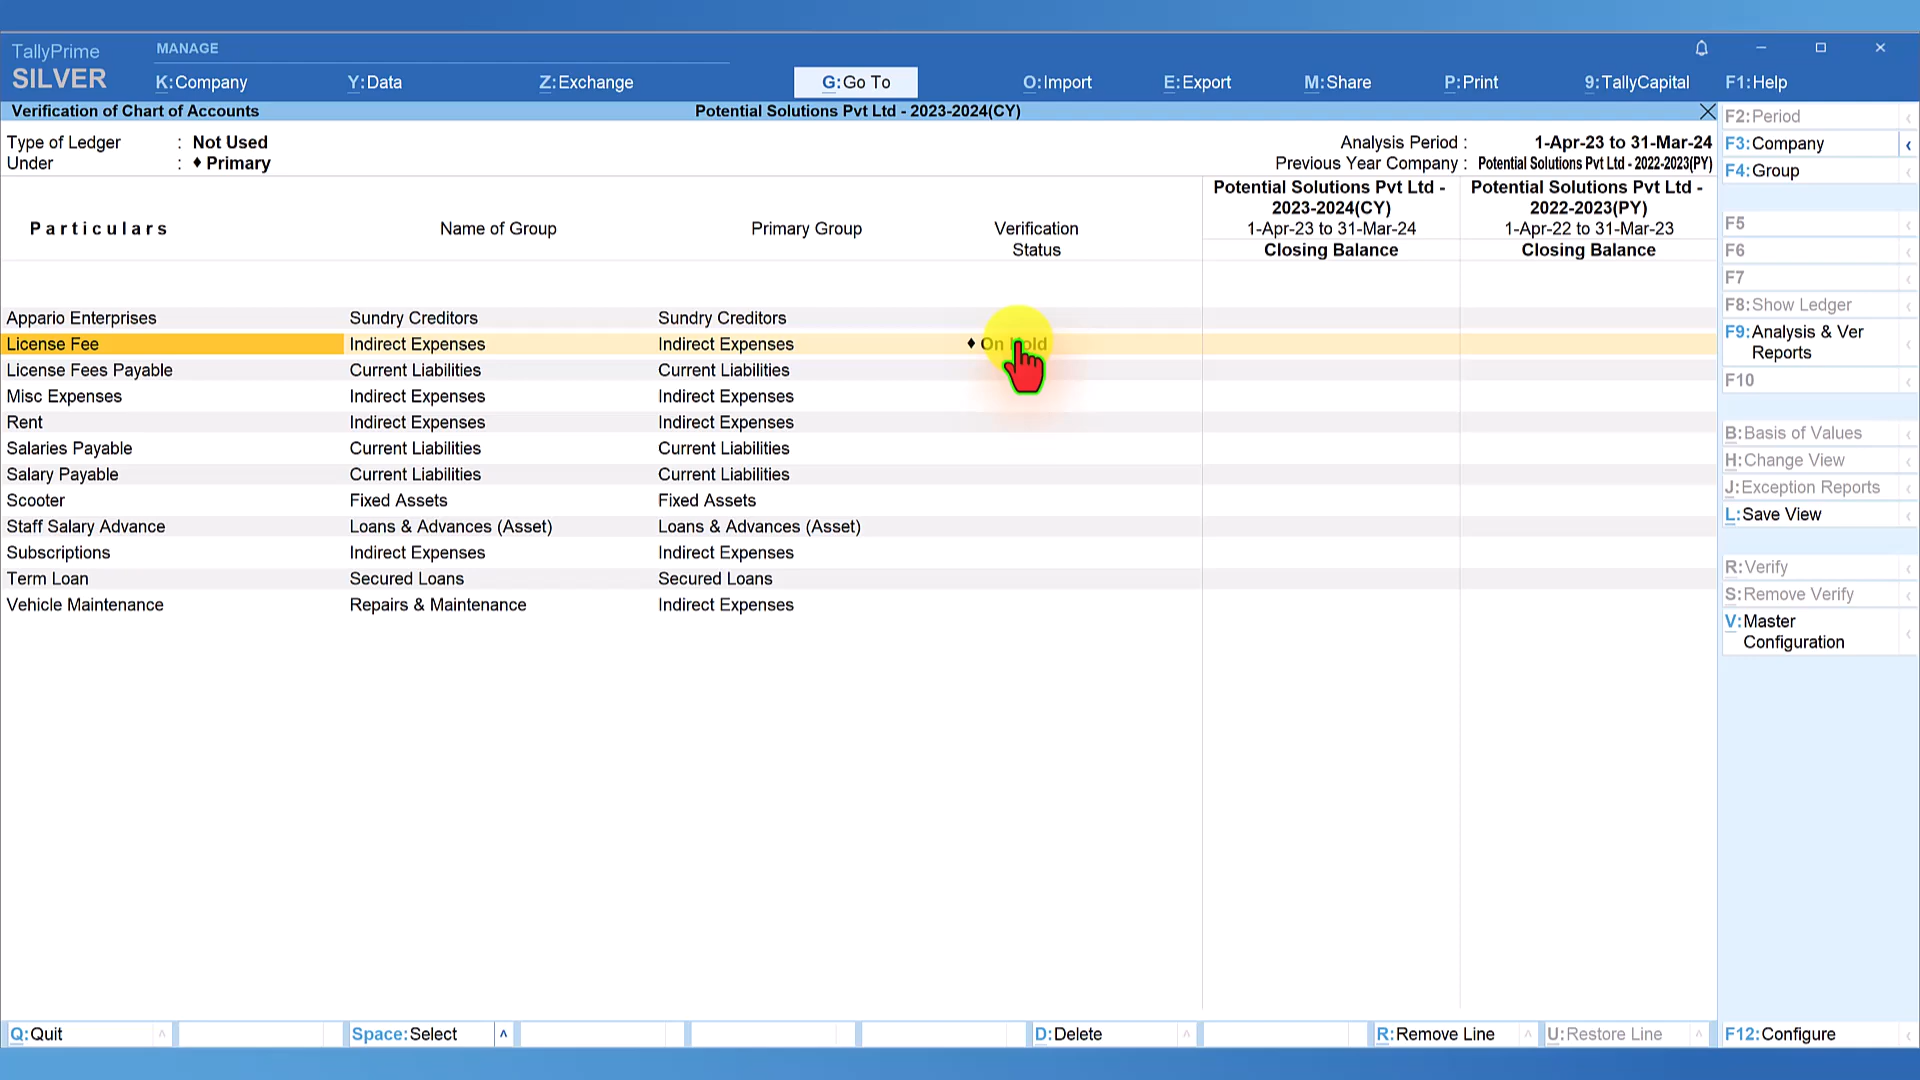 TallyPrime
SILVER
MANAGE
K:Company
Y:Data
Z:Exchange
G:Go To
O:Import
E:Export
M:Share
P:Print
9:TallyCapital
F1:Help
Verification of Chart of Accounts
Potential Solutions Pvt Ltd - 2023-2024(CY)
Type of Ledger : Not Used
Under : ♦ Primary
Analysis Period : 1-Apr-23 to 31-Mar-24
Previous Year Company : Potential Solutions Pvt Ltd - 2022-2023(PY)
Particulars
Name of Group
Primary Group
Verification
Status
Potential Solutions Pvt Ltd -
2023-2024(CY)
1-Apr-23 to 31-Mar-24
Closing Balance
Potential Solutions Pvt Ltd -
2022-2023(PY)
1-Apr-22 to 31-Mar-23
Closing Balance
Appario Enterprises Sundry Creditors Sundry Creditors
License Fee Indirect Expenses Indirect Expenses ♦ On Hold
License Fees Payable Current Liabilities Current Liabilities
Misc Expenses Indirect Expenses Indirect Expenses
Rent Indirect Expenses Indirect Expenses
Salaries Payable Current Liabilities Current Liabilities
Salary Payable Current Liabilities Current Liabilities
Scooter Fixed Assets Fixed Assets
Staff Salary Advance Loans & Advances (Asset) Loans & Advances (Asset)
Subscriptions Indirect Expenses Indirect Expenses
Term Loan Secured Loans Secured Loans
Vehicle Maintenance Repairs & Maintenance Indirect Expenses
F2:Period
F3:Company
F4:Group
F5
F6
F7
F8:Show Ledger
F9:Analysis & Ver
Reports
F10
B:Basis of Values
H:Change View
J:Exception Reports
L:Save View
R:Verify
S:Remove Verify
V:Master
Configuration
Q:Quit
Space:Select
D:Delete
R:Remove Line
U:Restore Line
F12:Configure